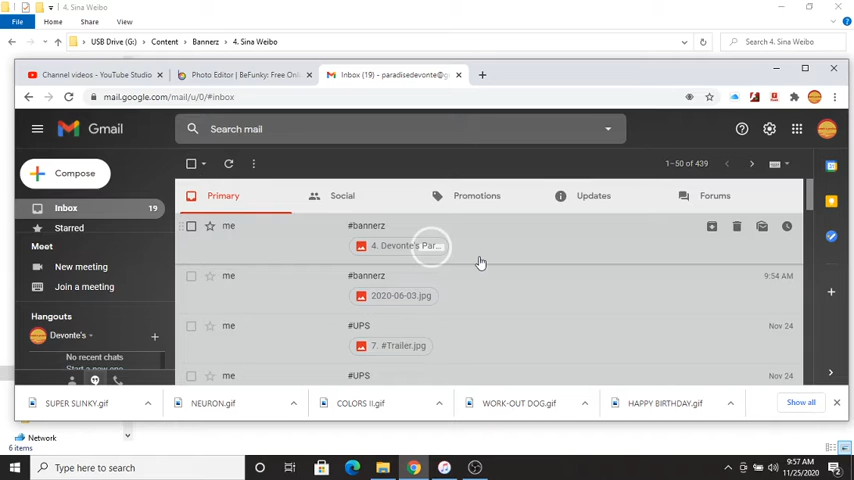 4. Sina Weibo
File Home Share View
USB Drive (G:) Content Bannerz 4. Sina Weibo Search 4. Sina Weibo
Channel videos - YouTube Studio Photo Editor | BeFunky: Free Onl Inbox (19) - paradisedevonte@g
mail.google.com/mail/u/0/#inbox
Gmail Search mail
Compose 1–50 of 439
Inbox 19 Primary Social Promotions Updates Forums
Starred me #bannerz
4. Devonte's Par...
Meet
New meeting me #bannerz 9:54 AM
Join a meeting 2020-06-03.jpg
Hangouts me #UPS Nov 24
Devonte's 7. #Trailer.jpg
No recent chats
Start a new one
me #UPS Nov 24
SUPER SLINKY.gif NEURON.gif COLORS II.gif WORK-OUT DOG.gif HAPPY BIRTHDAY.gif Show all
Network
6 items
Type here to search 9:57 AM
11/25/2020 2